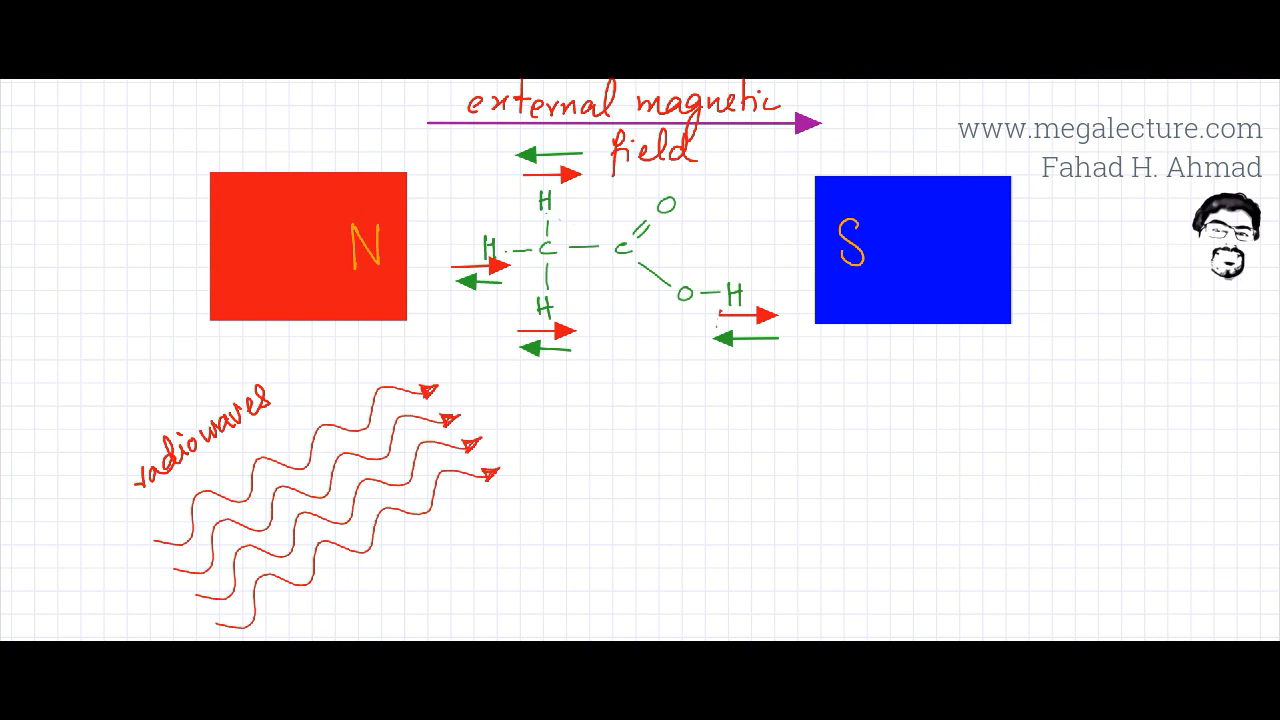 external magnetic
field
www.megalecture.com
Fahad H. Ahmad
N
S
H
O
H - C - C
H
O - H
radiowaves